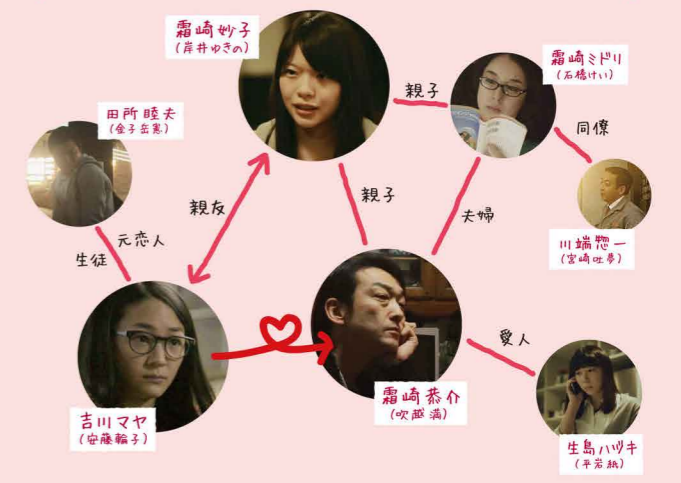 霜崎妙子
(岸井ゆきの)
霜崎ミドリ
(石橋けい)
親子
田所睦夫
(金子岳憲)
同僚
親友
親子
夫婦
元恋人
生徒
川端惣一
(宮崎吐夢)
愛人
霜崎恭介
(吹越満)
吉川マヤ
(安藤輪子)
生島ハヅキ
(平岩紙)